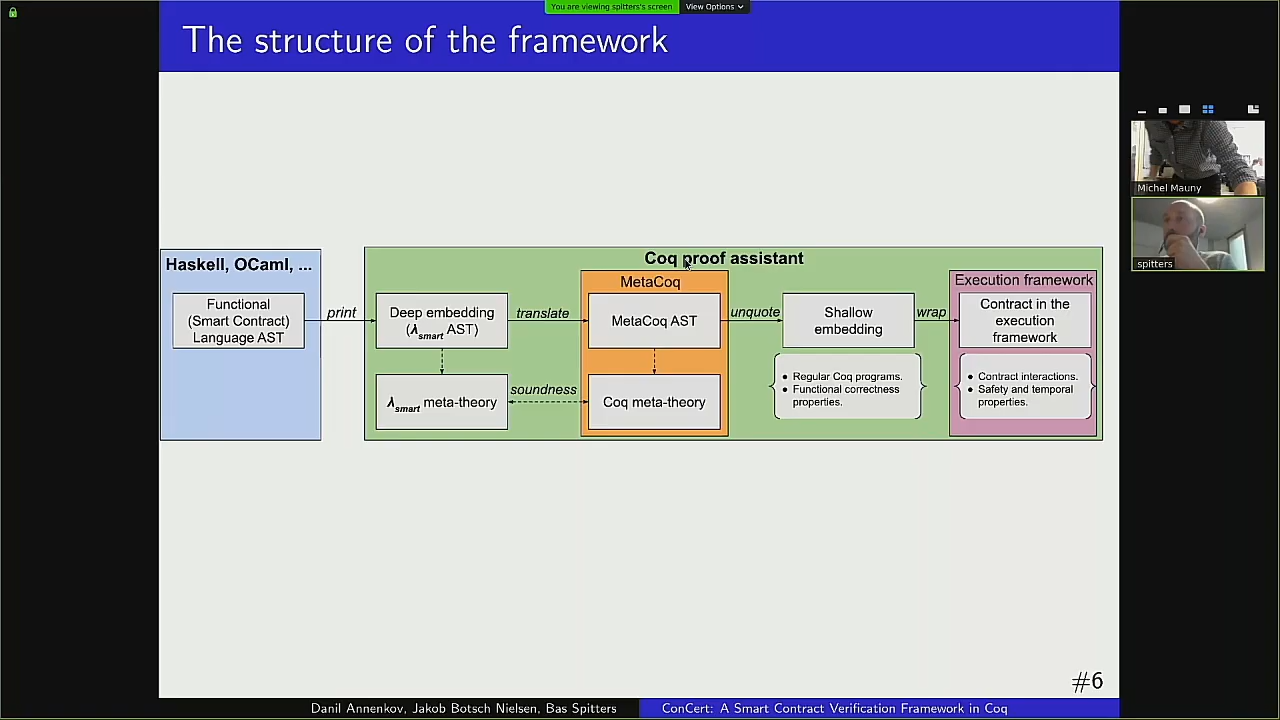 You are viewing spitters's screen
View Options
The structure of the framework
Michel Mauny
spitters
Haskell, OCaml, ...
Functional
(Smart Contract)
Language AST
print
Coq proof assistant
Deep embedding
(λsmart AST)
translate
MetaCoq
MetaCoq AST
unquote
Shallow
embedding
wrap
Execution framework
Contract in the
execution
framework
λsmart meta-theory
soundness
Coq meta-theory
• Regular Coq programs.
• Functional correctness
properties.
• Contract interactions.
• Safety and temporal
properties.
#6
Danil Annenkov, Jakob Botsch Nielsen, Bas Spitters
ConCert: A Smart Contract Verification Framework in Coq